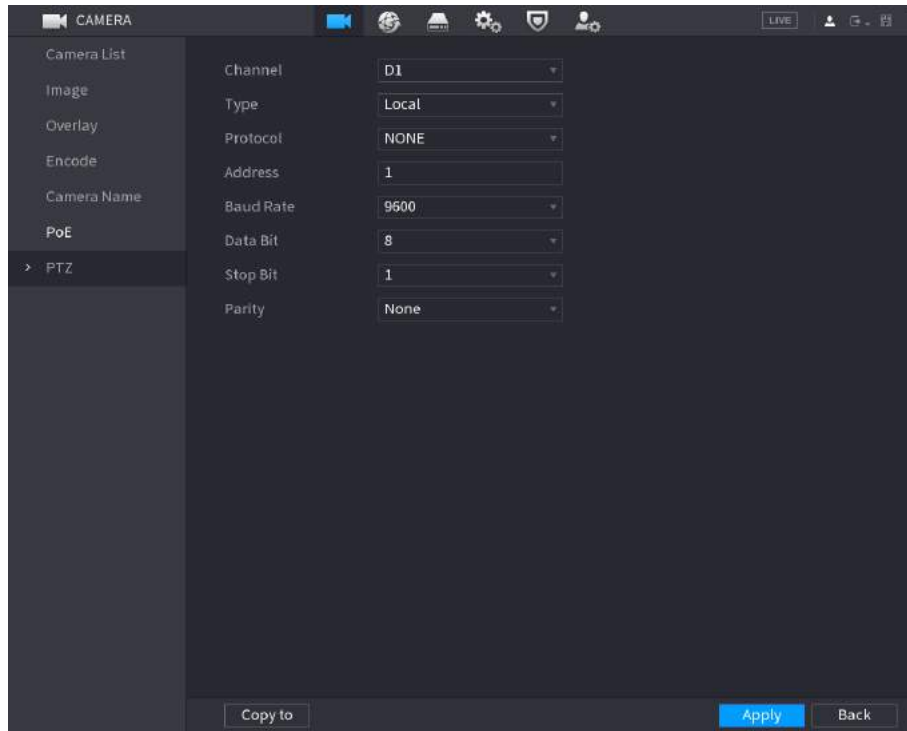 CAMERA
LIVE
Camera List
Image
Overlay
Encode
Camera Name
PoE
> PTZ
Channel D1
Type Local
Protocol NONE
Address 1
Baud Rate 9600
Data Bit 8
Stop Bit 1
Parity None
Copy to Apply Back